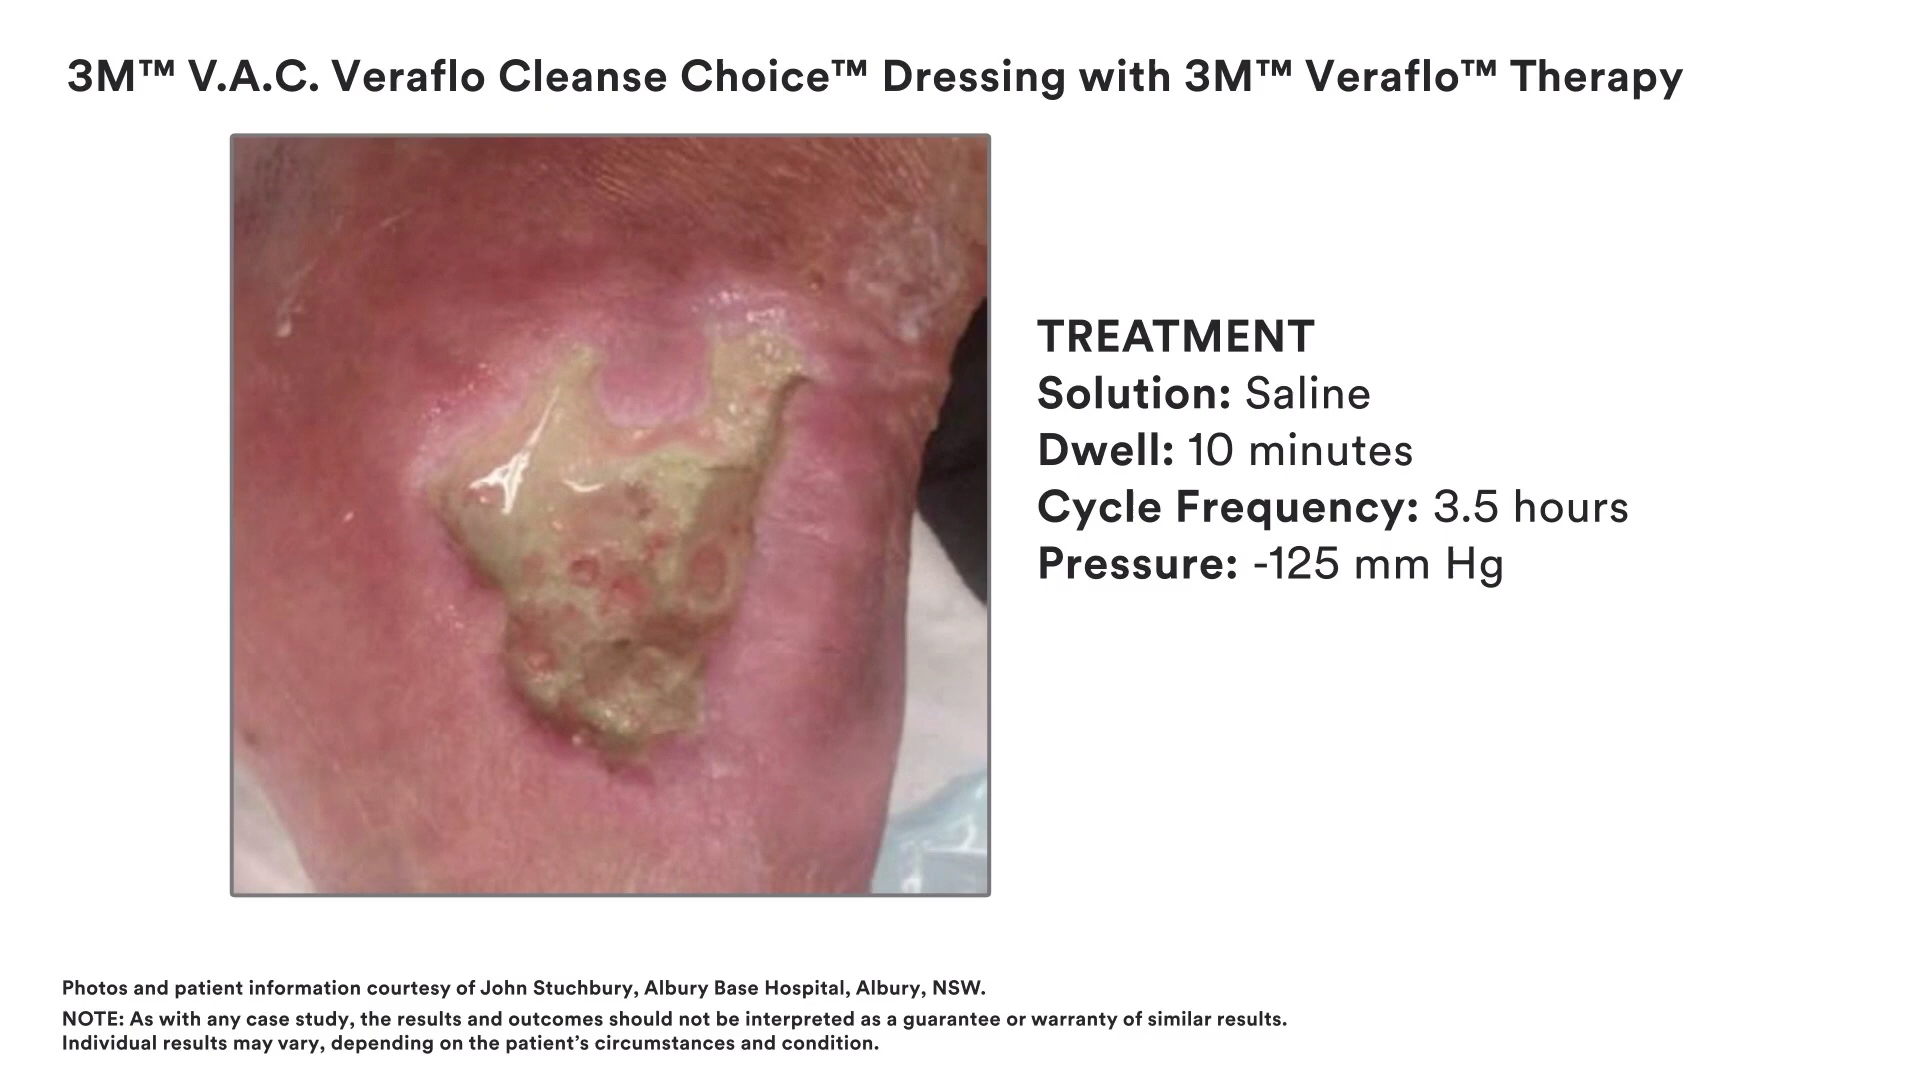 3M™ V.A.C. Veraflo Cleanse Choice™ Dressing with 3M™ Veraflo™ Therapy
TREATMENT
Solution: Saline
Dwell: 10 minutes
Cycle Frequency: 3.5 hours
Pressure: -125 mm Hg
Photos and patient information courtesy of John Stuchbury, Albury Base Hospital, Albury, NSW.
NOTE: As with any case study, the results and outcomes should not be interpreted as a guarantee or warranty of similar results.
Individual results may vary, depending on the patient’s circumstances and condition.